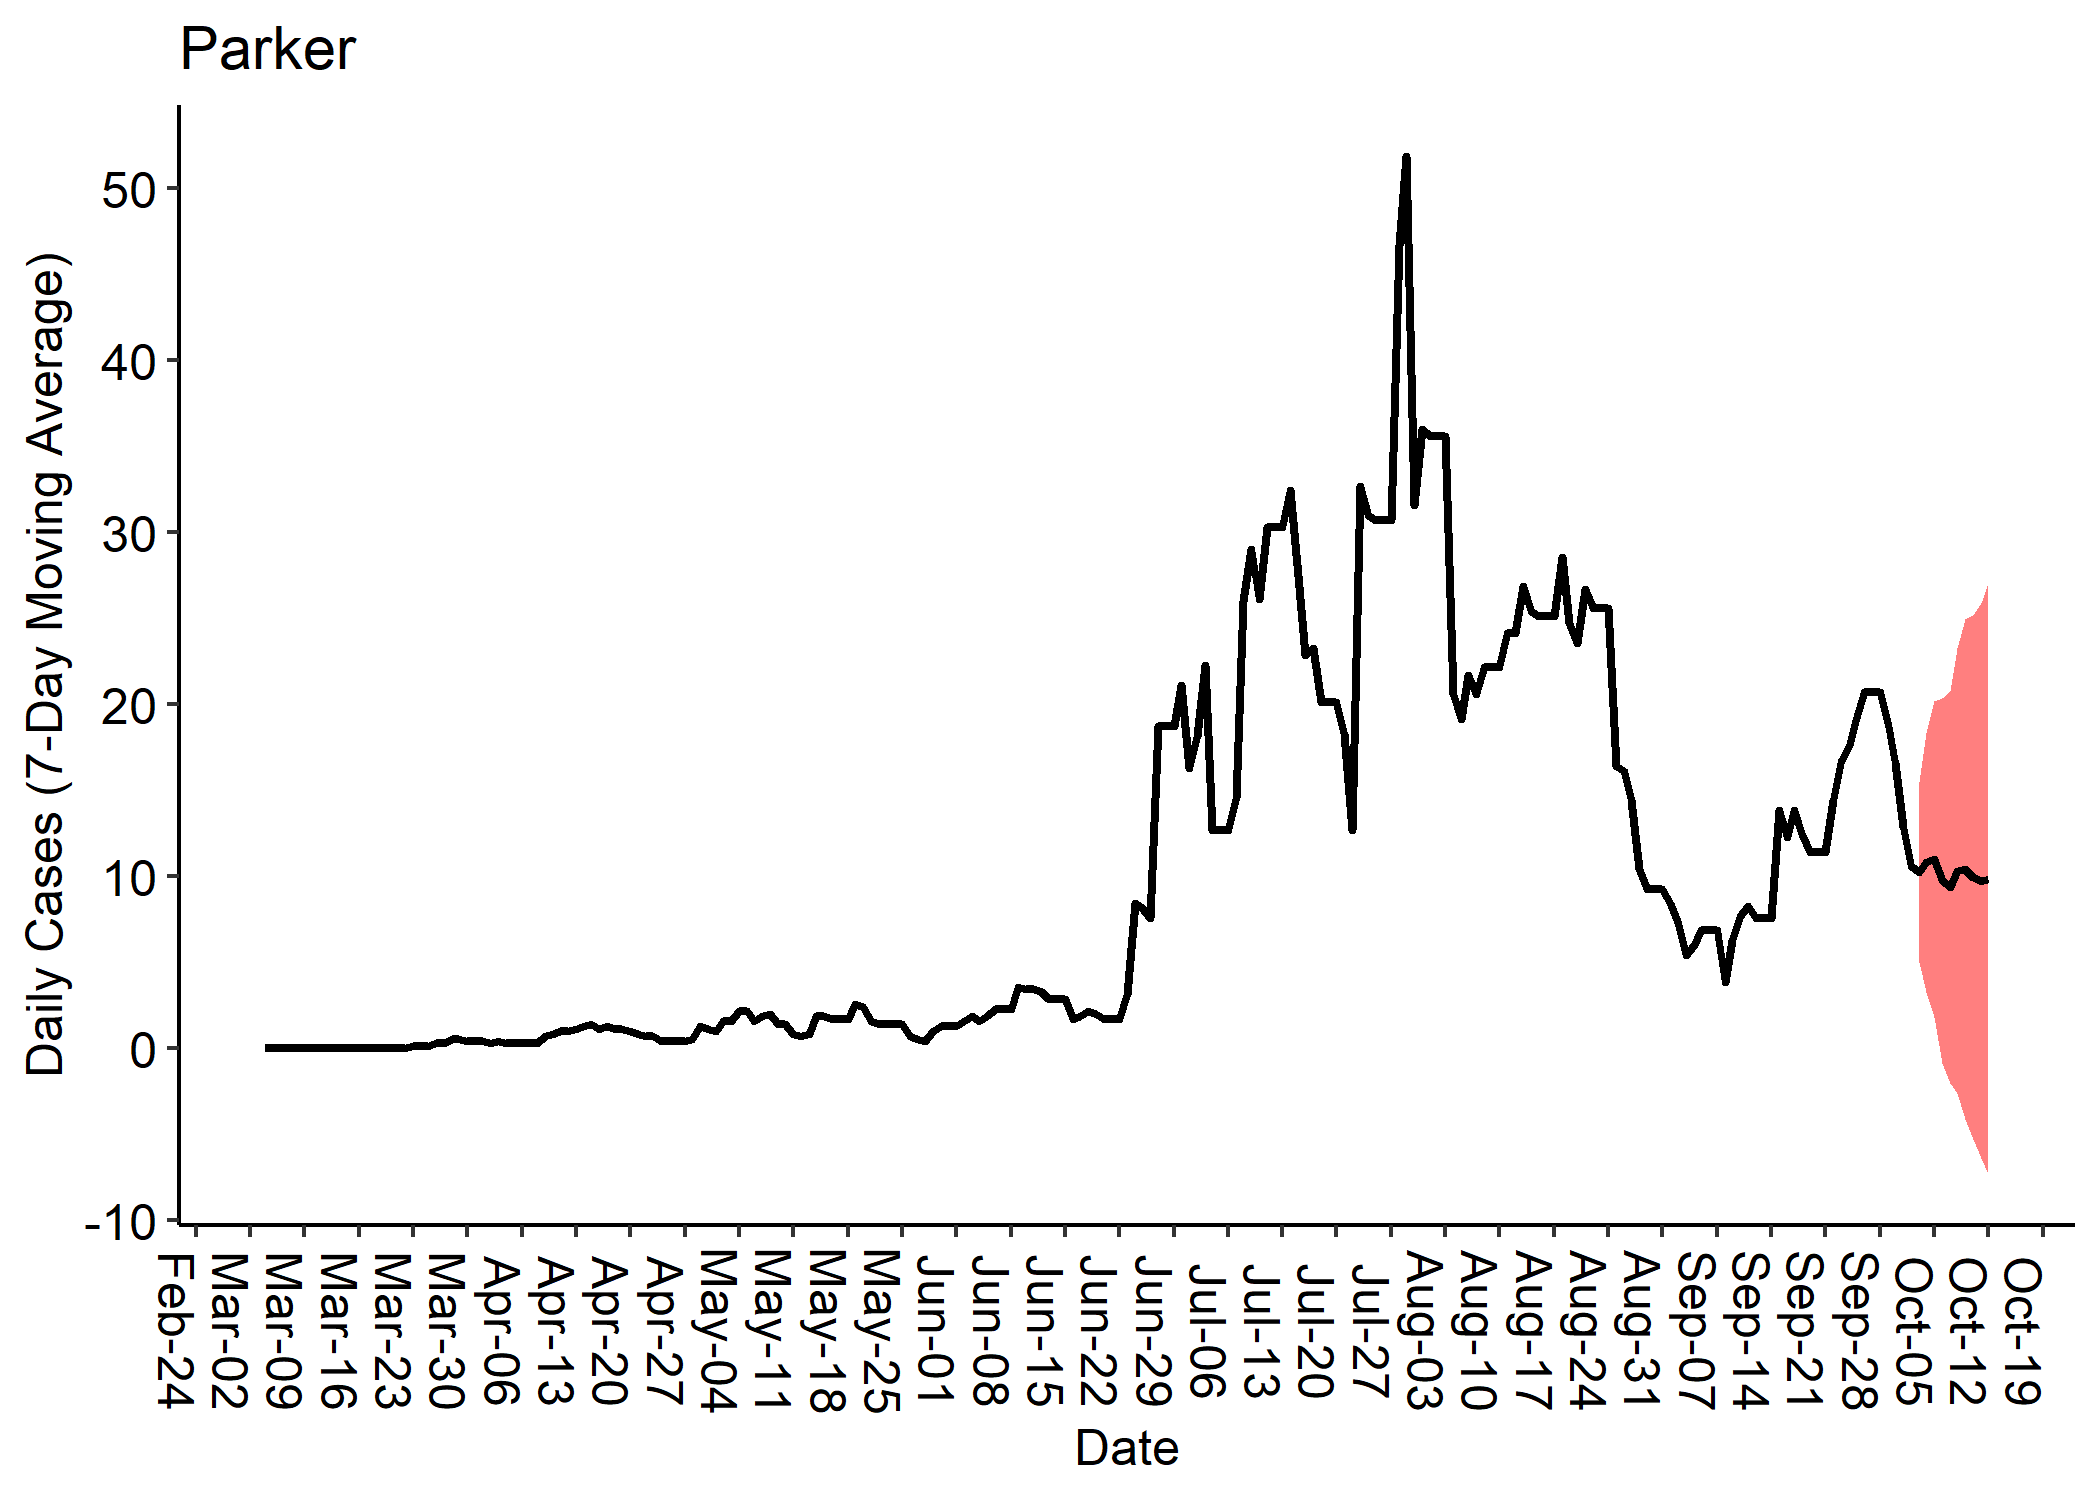 Parker
Daily Cases (7-Day Moving Average)
50
40
30
20
10
0
-10
Feb-24
Mar-02
Mar-09
Mar-16
Mar-23
Mar-30
Apr-06
Apr-13
Apr-20
Apr-27
May-04
May-11
May-18
May-25
Jun-01
Jun-08
Jun-15
Jun-22
Jun-29
Jul-06
Jul-13
Jul-20
Jul-27
Aug-03
Aug-10
Aug-17
Aug-24
Aug-31
Sep-07
Sep-14
Sep-21
Sep-28
Oct-05
Oct-12
Oct-19
Date